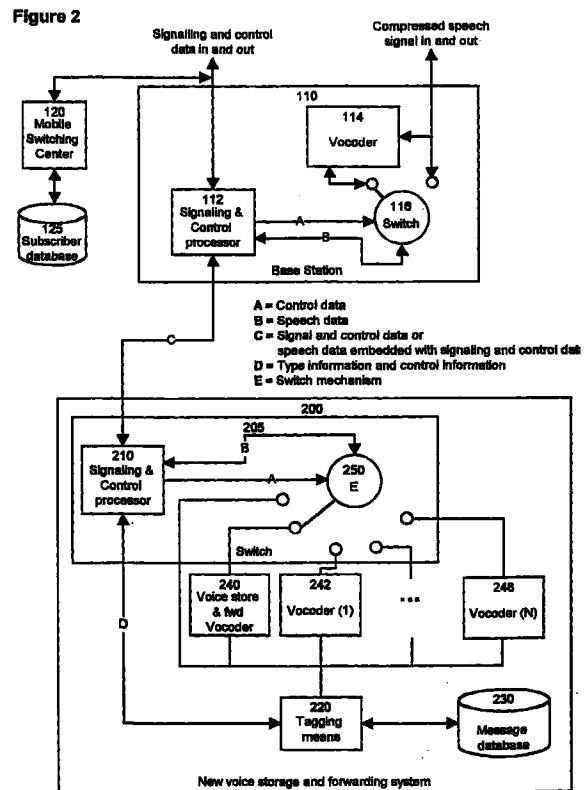 Figure 2
Signalling and control
data in and out
Compressed speech
signal in and out
120
Mobile
Switching
Center
125
Subscriber
database
110
114
Vocoder
112
Signaling &
Control
processor
A
B
116
Switch
Base Station
A = Control data
B = Speech data
C = Signal and control data or
speech data embedded with signaling and control dat
D = Type information and control information
E = Switch mechanism
C
200
205
B
210
Signaling &
Control
processor
A
250
E
Switch
D
240
Voice store
& fwd
Vocoder
242
Vocoder (1)
...
248
Vocoder (N)
220
Tagging
means
230
Message
database
New voice storage and forwarding system